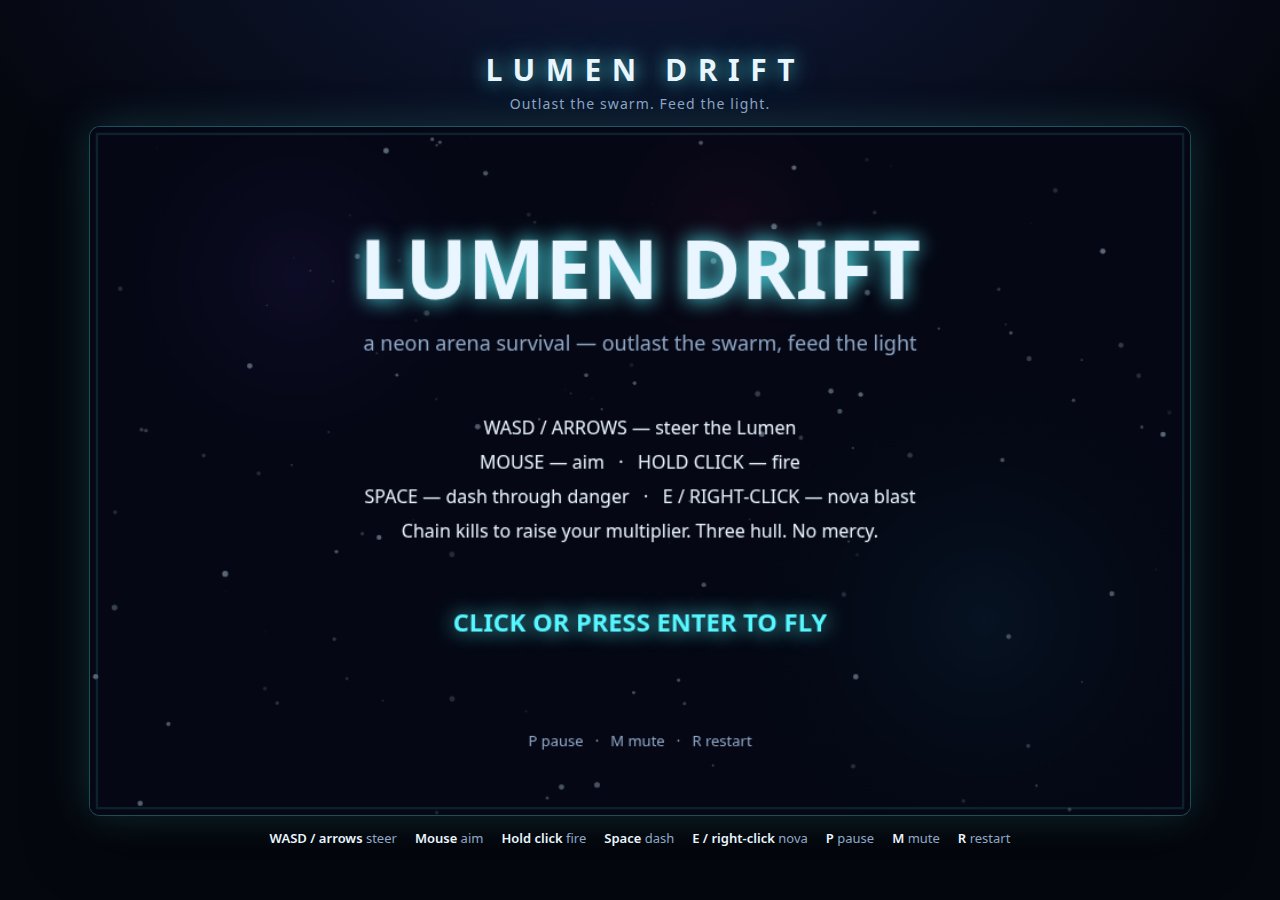 LUMEN DRIFT
Outlast the swarm. Feed the light.
LUMEN DRIFT
a neon arena survival — outlast the swarm, feed the light
WASD / ARROWS — steer the Lumen
MOUSE — aim · HOLD CLICK — fire
SPACE — dash through danger · E / RIGHT-CLICK — nova blast
Chain kills to raise your multiplier. Three hull. No mercy.
CLICK OR PRESS ENTER TO FLY
P pause · M mute · R restart
WASD / arrows steer Mouse aim Hold click fire Space dash E / right-click nova P pause M mute R restart